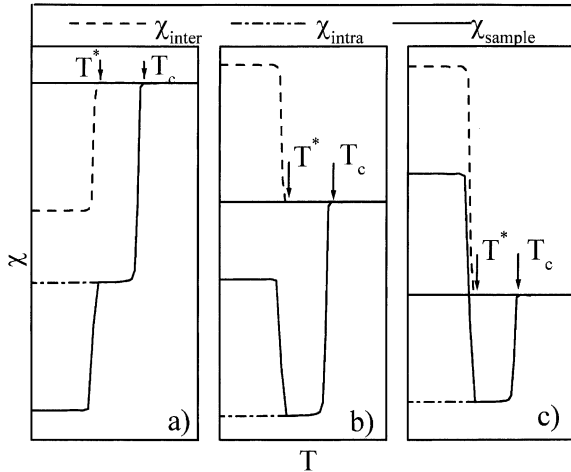 χinter χintra χsample
T* Tc
T* Tc
T* Tc
χ
a) b) c)
T